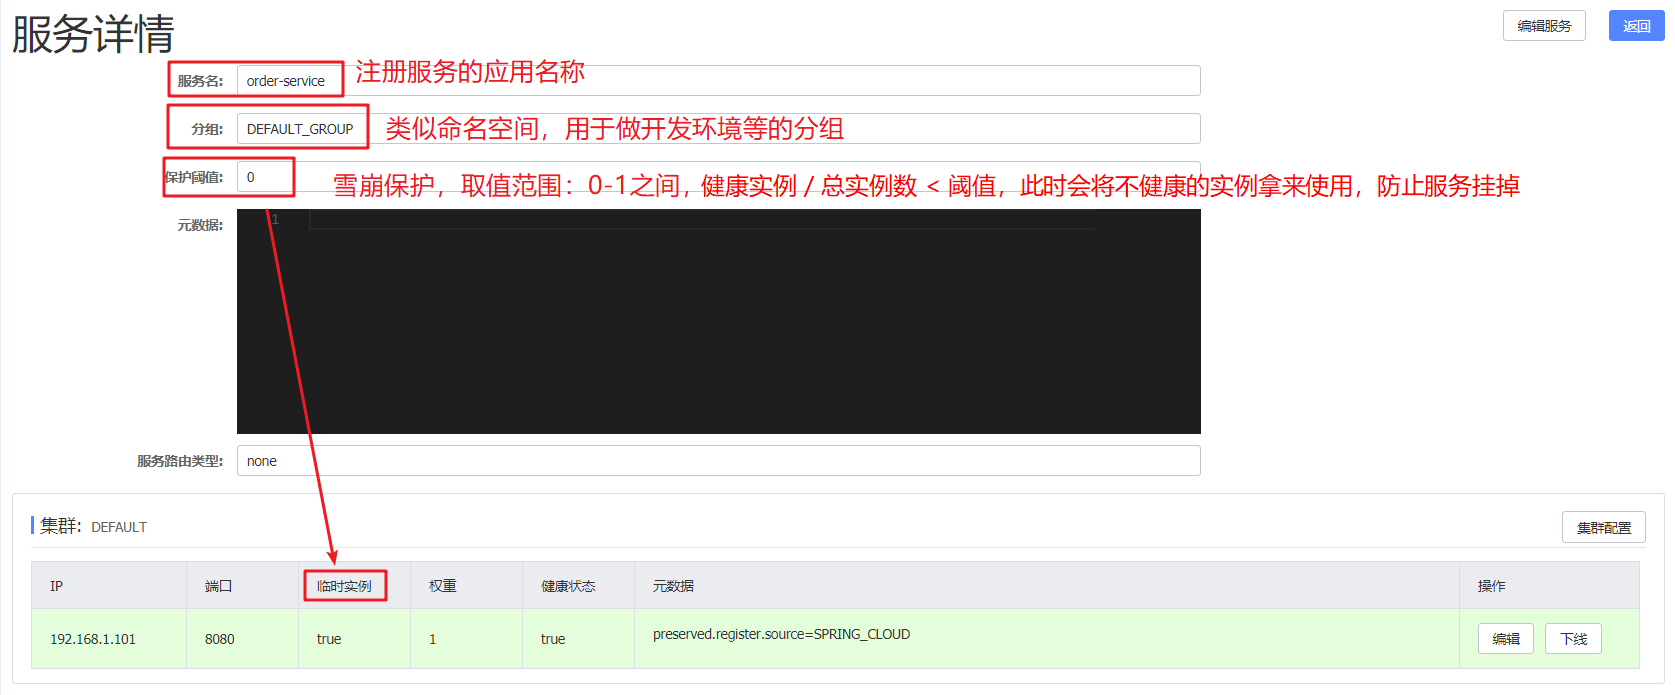 服务详情
编辑服务
返回
服务名: order-service 注册服务的应用名称
分组: DEFAULT_GROUP 类似命名空间，用于做开发环境等的分组
保护阈值: 0 雪崩保护，取值范围：0-1之间，健康实例 / 总实例数 < 阈值，此时会将不健康的实例拿来使用，防止服务挂掉
元数据: 1
服务路由类型: none
集群: DEFAULT
集群配置
IP 端口 临时实例 权重 健康状态 元数据 操作
192.168.1.101 8080 true 1 true preserved.register.source=SPRING_CLOUD 编辑 下线